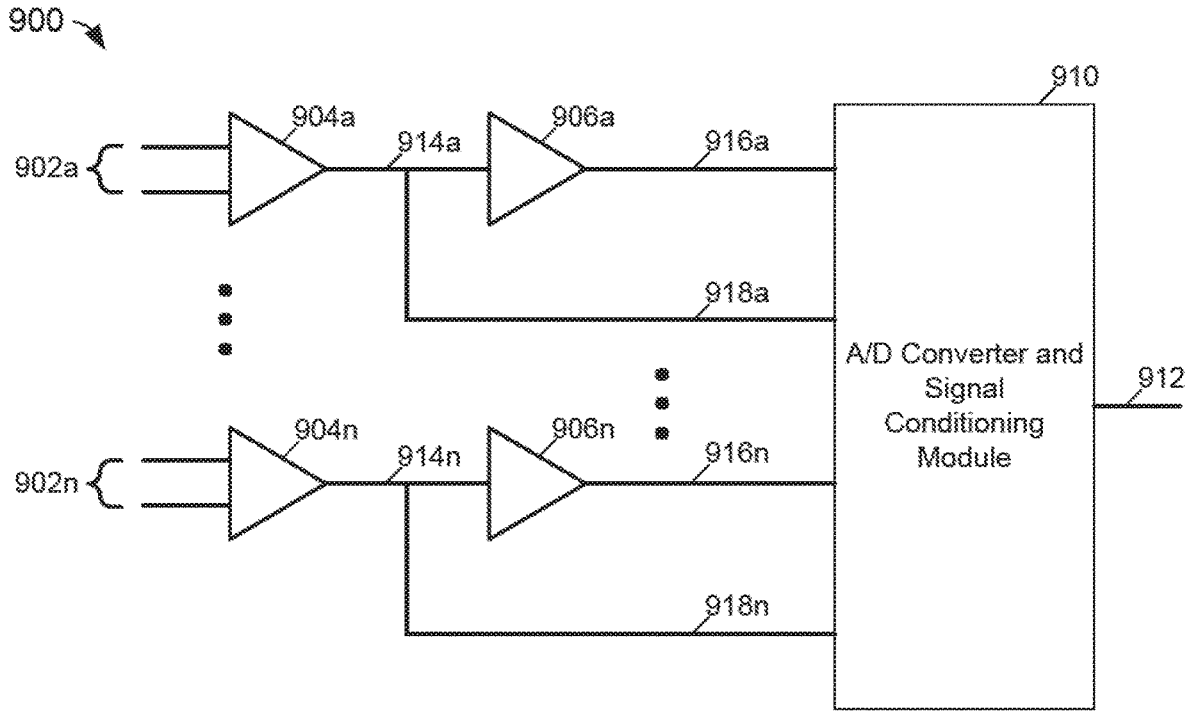 900
910
904a
906a
914a
916a
902a
918a
A/D Converter and
Signal
Conditioning
Module
912
904n
906n
914n
916n
902n
918n